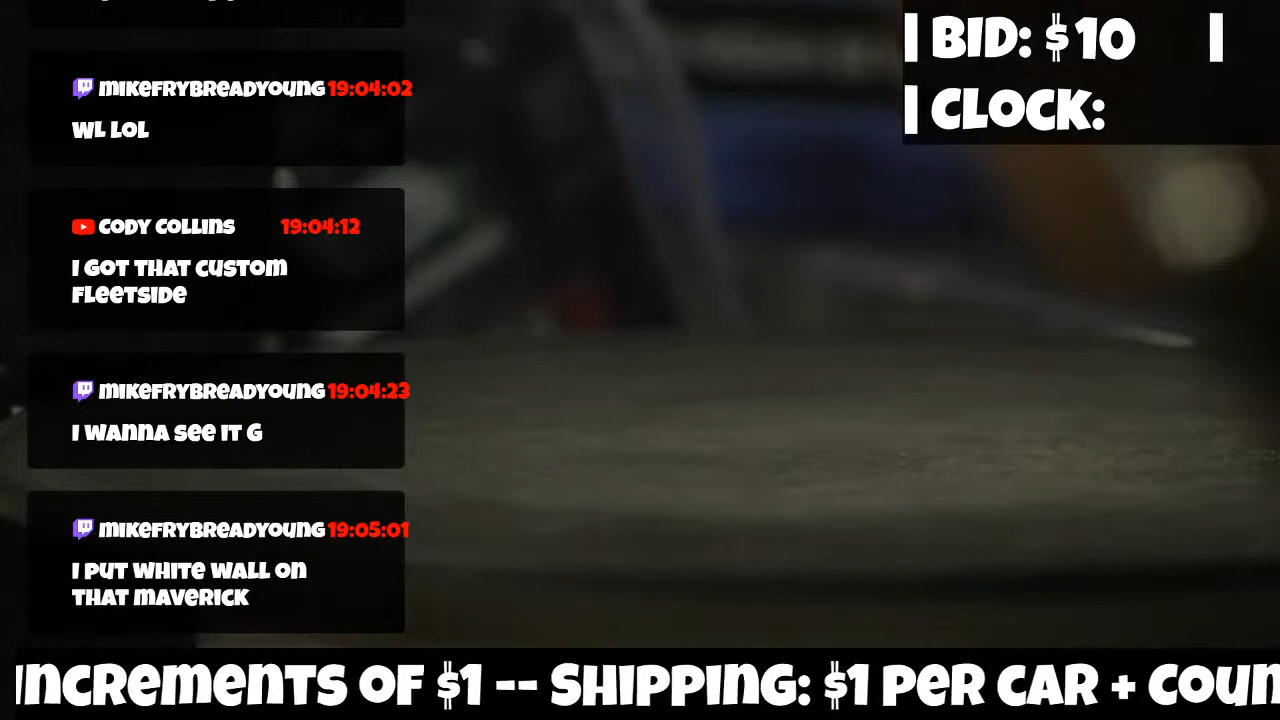 | BID: $10 |
| CLOCK:
mikefrybreadyoung 19:04:02
WL LOL
Cody Collins 19:04:12
I got that custom
fleetside
mikefrybreadyoung 19:04:23
I wanna see it g
mikefrybreadyoung 19:05:01
I put white wall on
that maverick
INCREMENTS OF $1 -- SHIPPING: $1 PER CAR + COUN